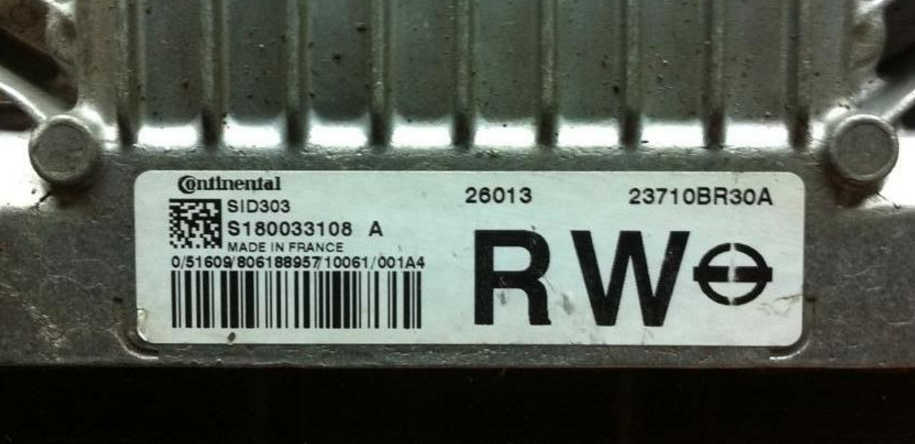 Continental
SID303
S180033108 A
MADE IN FRANCE
0/51609/806188957/10061/001A4
26013 23710BR30A
RW